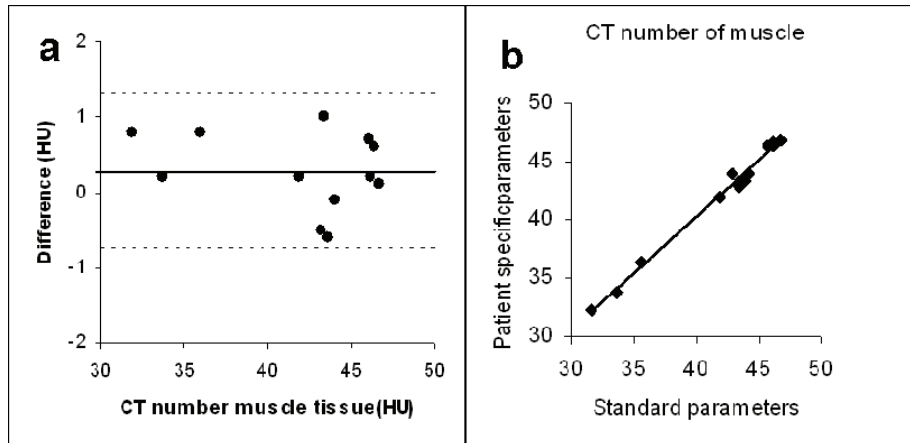 a
2
1
0
-1
-2
Difference (HU)
30 35 40 45 50
CT number muscle tissue(HU)
b
CT number of muscle
50
45
40
35
30
Patient specificparameters
30 35 40 45 50
Standard parameters